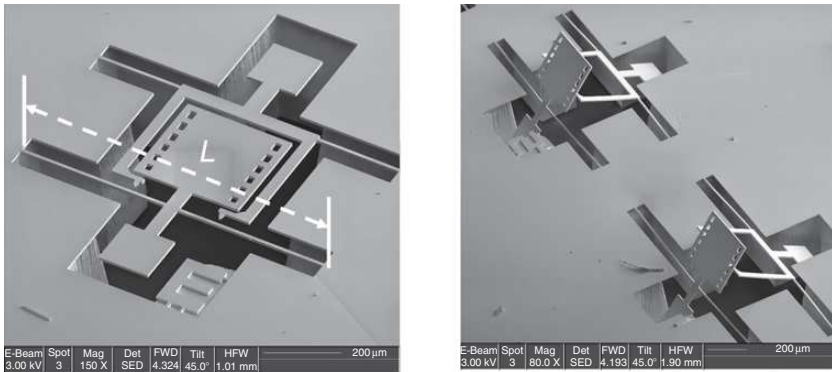 L
E-Beam Spot Mag Det FWD Tilt HFW 200 µm
3.00 kV 3 150 X SED 4.324 45.0° 1.01 mm
E-Beam Spot Mag Det FWD Tilt HFW 200 µm
3.00 kV 3 80.0 X SED 4.193 45.0° 1.90 mm